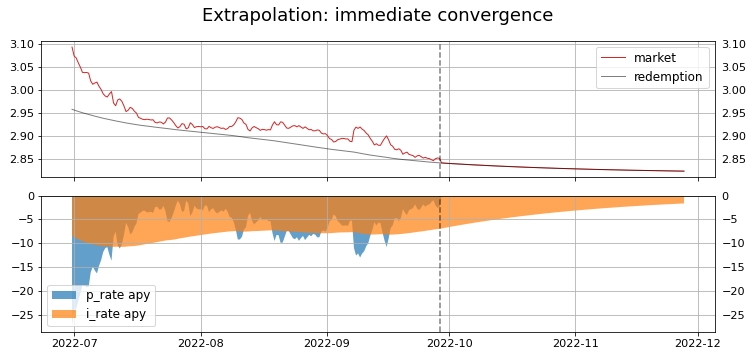 Extrapolation: immediate convergence
3.10 3.10
3.05 3.05
3.00 3.00
2.95 2.95
2.90 2.90
2.85 2.85
market
redemption
0 0
−5 −5
−10 −10
−15 −15
−20 −20
−25 −25
p_rate apy
i_rate apy
2022-07 2022-08 2022-09 2022-10 2022-11 2022-12